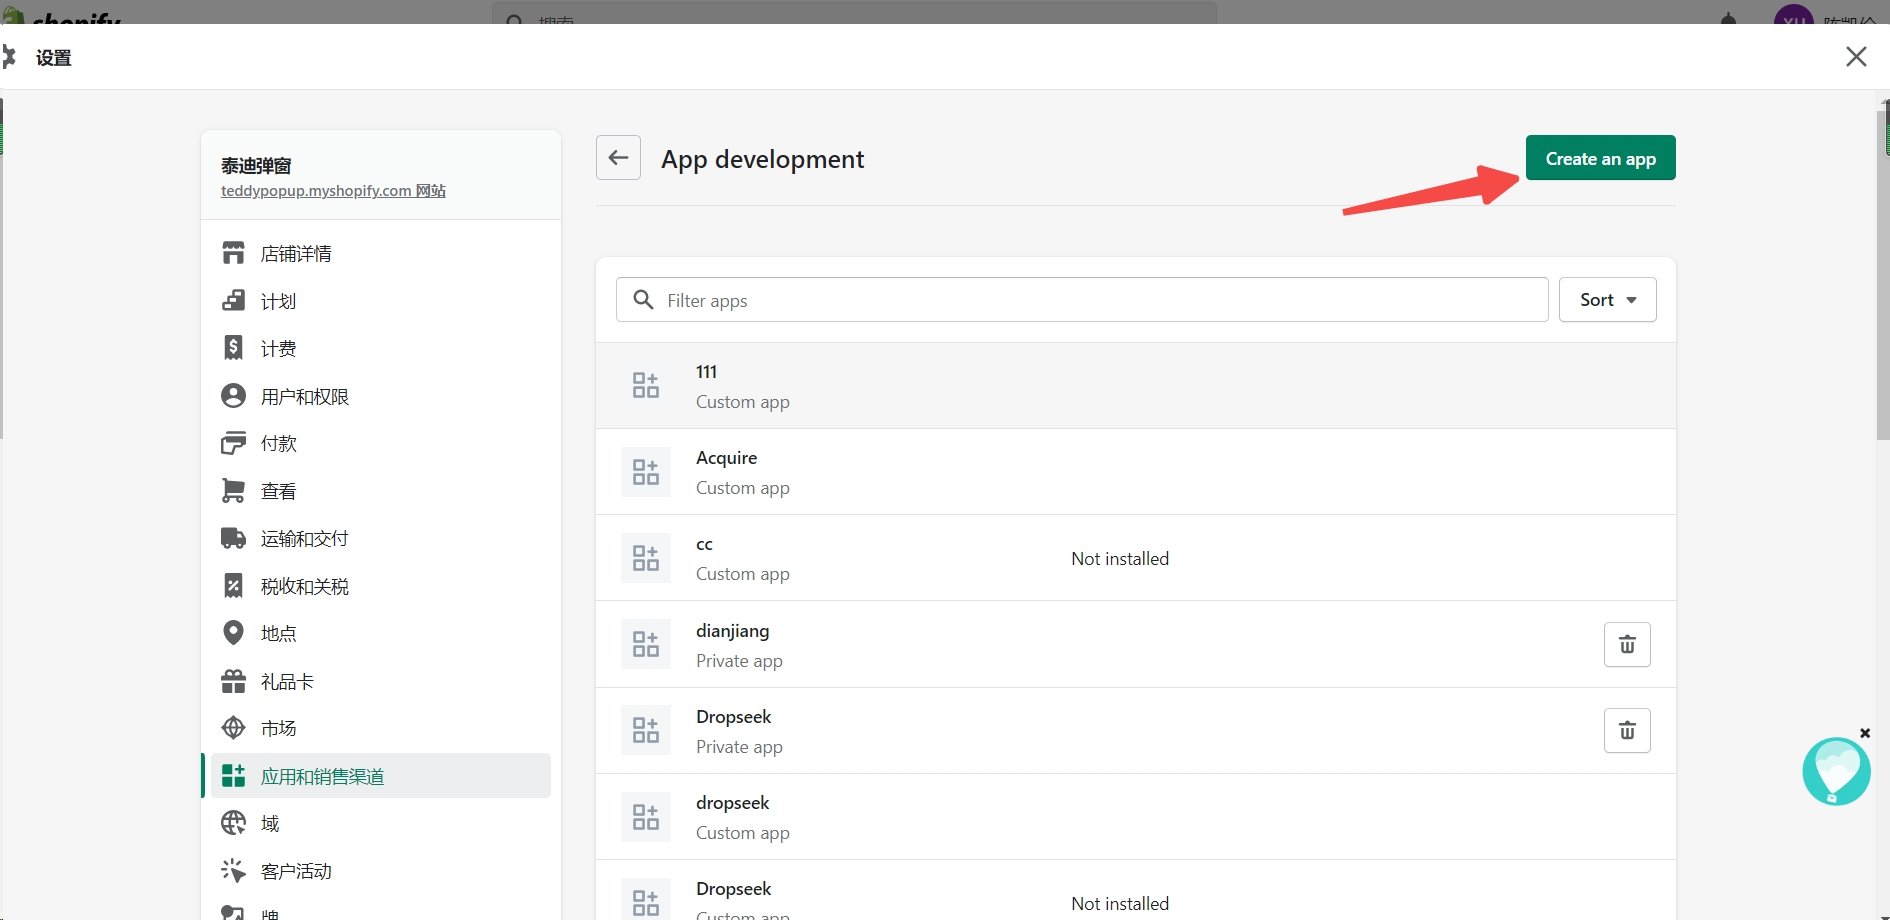 shopify
搜索
XU
陈凯伦
设置
泰迪弹窗
teddypopup.myshopify.com 网站
App development
Create an app
店铺详情
计划
计费
用户和权限
付款
查看
运输和交付
税收和关税
地点
礼品卡
市场
应用和销售渠道
域
客户活动
牌
Filter apps
Sort
111
Custom app
Acquire
Custom app
cc
Custom app
Not installed
dianjiang
Private app
Dropseek
Private app
dropseek
Custom app
Dropseek
Custom app
Not installed